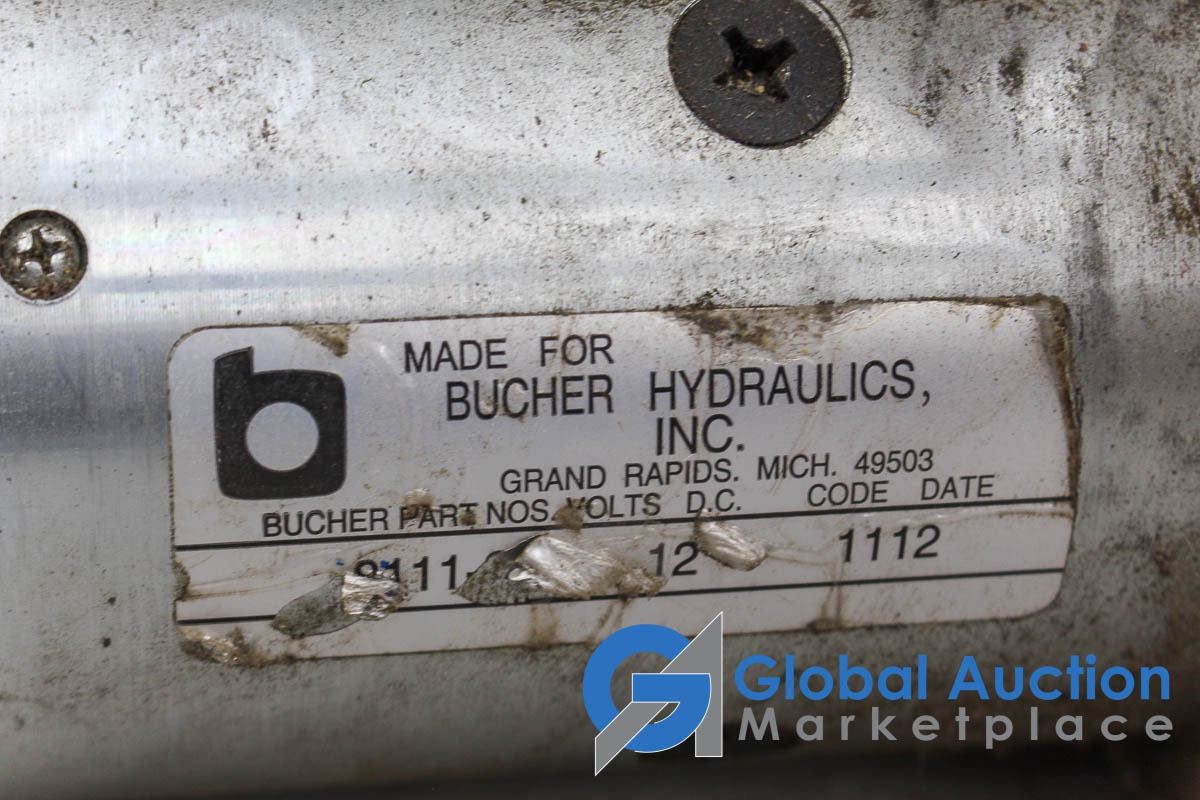 MADE FOR
BUCHER HYDRAULICS,
INC.
GRAND RAPIDS. MICH. 49503
BUCHER PART NOS. VOLTS D.C. CODE DATE
12 1112
Global Auction
Marketplace